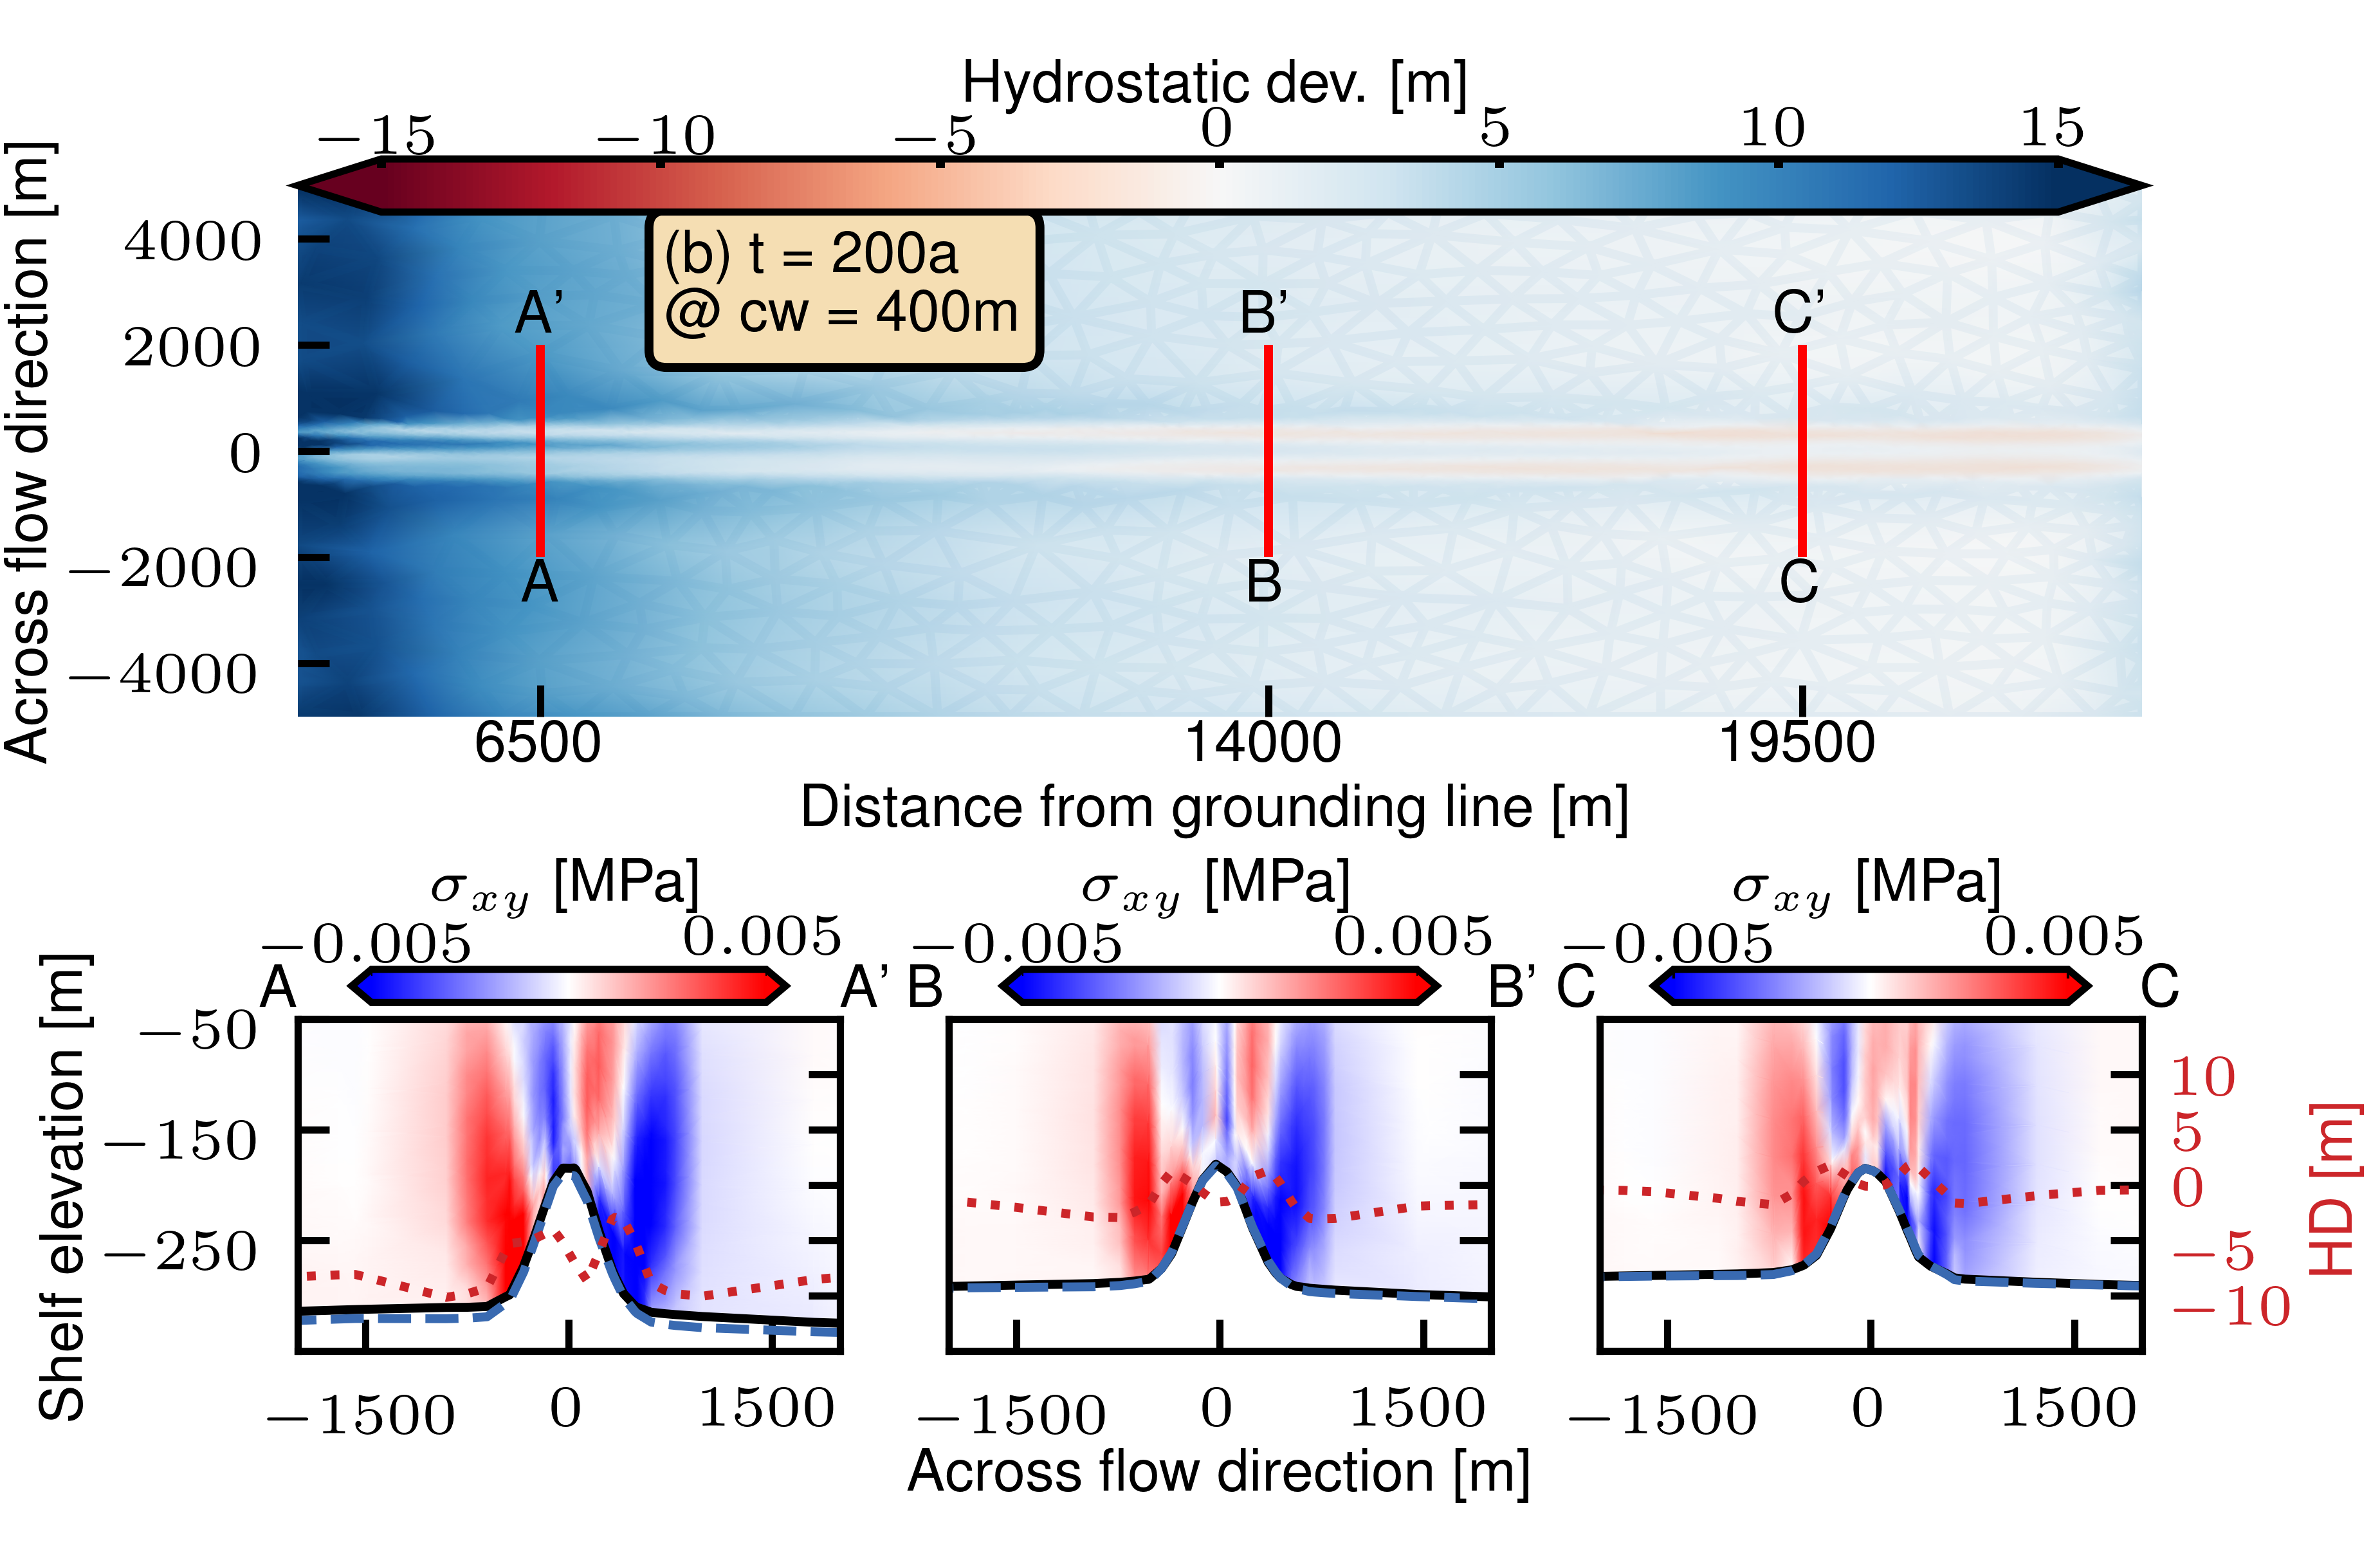 Hydrostatic dev. [m]
−15 −10 −5 0 5 10 15
Across flow direction [m]
4000
2000
0
−2000
−4000
(b) t = 200a
@ cw = 400m
A' B' C'
A B C
6500 14000 19500
Distance from grounding line [m]
σxy [MPa] σxy [MPa] σxy [MPa]
−0.005 0.005 −0.005 0.005 −0.005 0.005
A A' B B' C C
Shelf elevation [m]
−50
−150
−250
10
5
0
−5
−10
HD [m]
−1500 0 1500 −1500 0 1500 −1500 0 1500
Across flow direction [m]